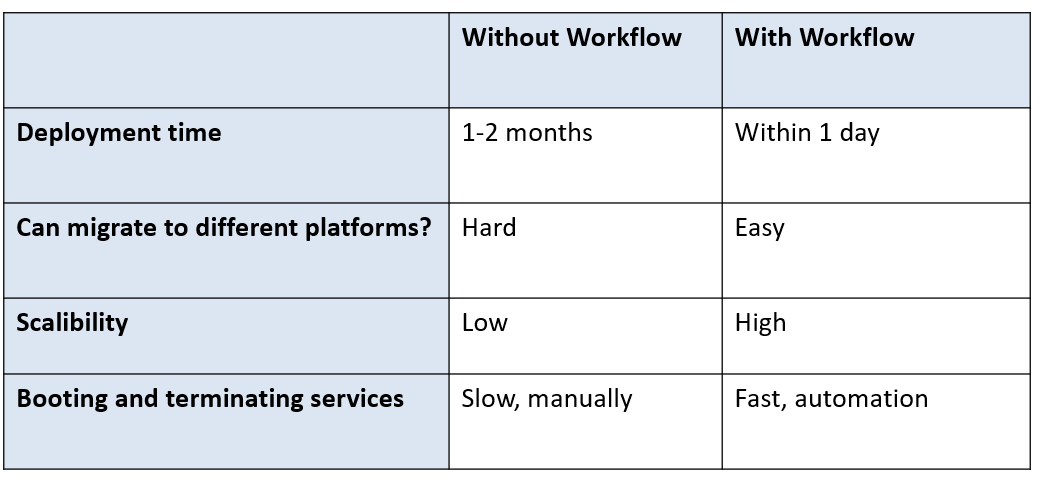 Without Workflow With Workflow
Deployment time 1-2 months Within 1 day
Can migrate to different platforms? Hard Easy
Scalibility Low High
Booting and terminating services Slow, manually Fast, automation